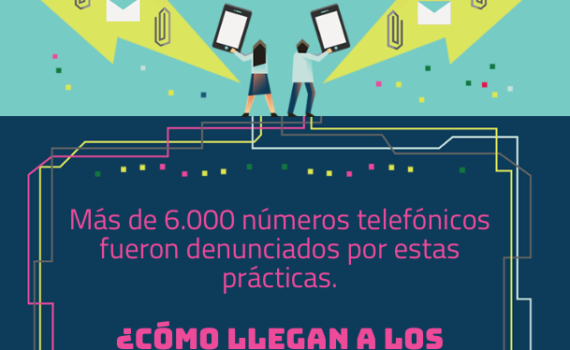 Más de 6.000 números telefónicos
fueron denunciados por estas
prácticas.
¿CÓMO LLEGAN A LOS